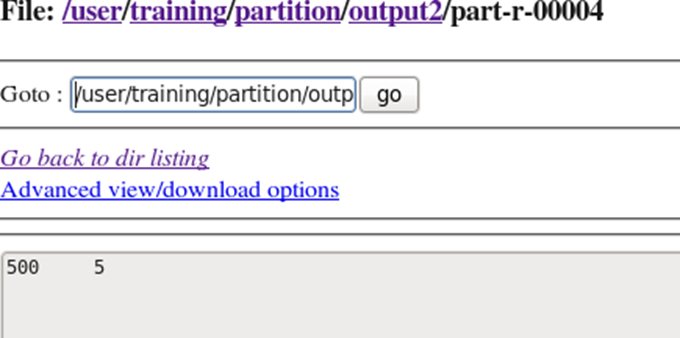 File: /user/training/partition/output2/part-r-00004
Goto : /user/training/partition/outp go
Go back to dir listing
Advanced view/download options
500 5